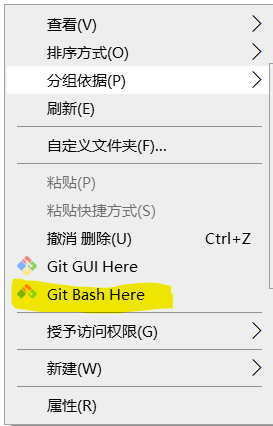 查看(V)
排序方式(O)
分组依据(P)
刷新(E)
自定义文件夹(F)...
粘贴(P)
粘贴快捷方式(S)
撤消 删除(U) Ctrl+Z
Git GUI Here
Git Bash Here
授予访问权限(G)
新建(W)
属性(R)